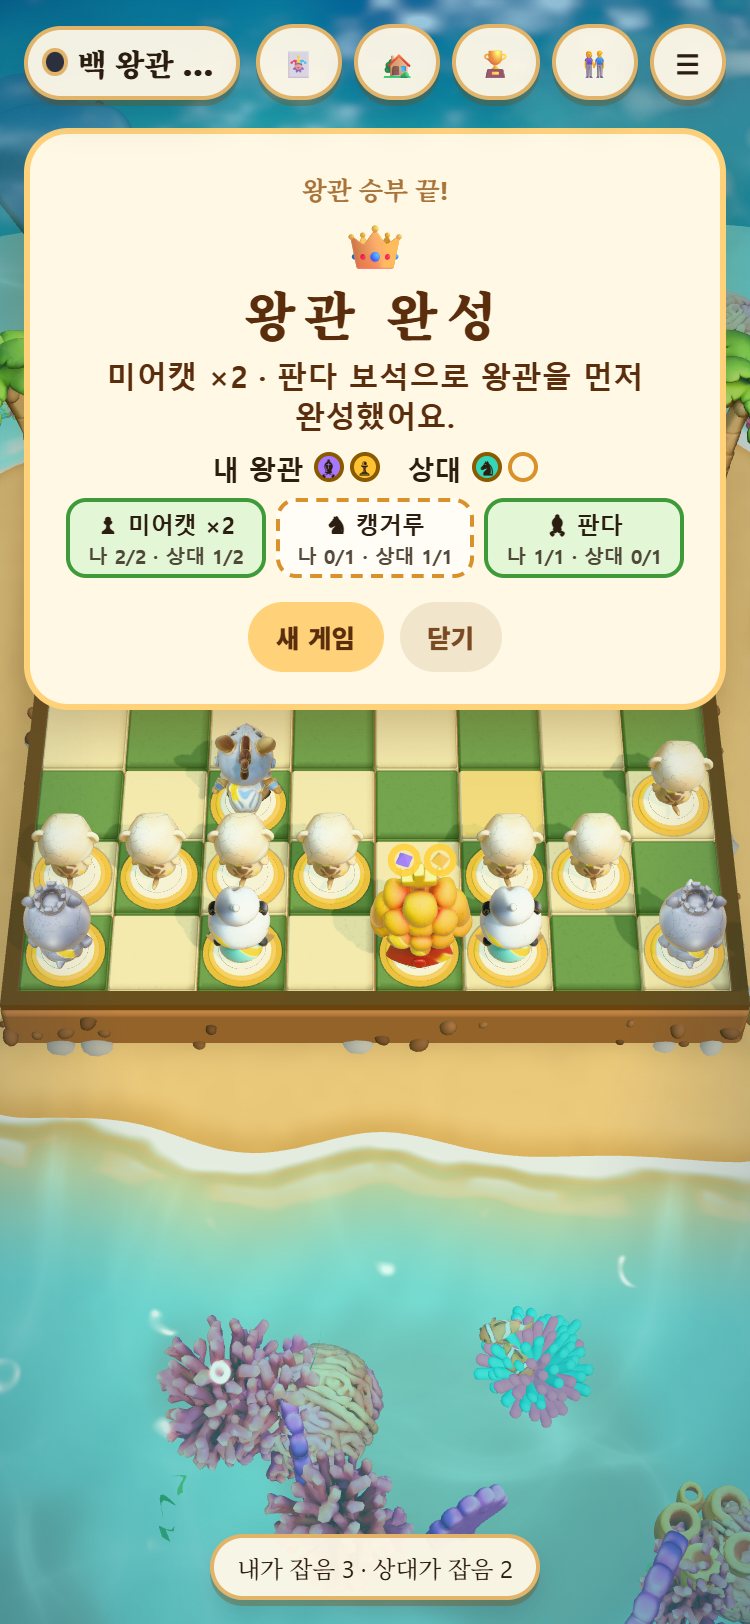 백 왕관 ...
왕관 승부 끝!
왕관 완성
미어캣 ×2 · 판다 보석으로 왕관을 먼저
완성했어요.
내 왕관 상대
미어캣 ×2
나 2/2 · 상대 1/2
캥거루
나 0/1 · 상대 1/1
판다
나 1/1 · 상대 0/1
새 게임
닫기
내가 잡음 3 · 상대가 잡음 2